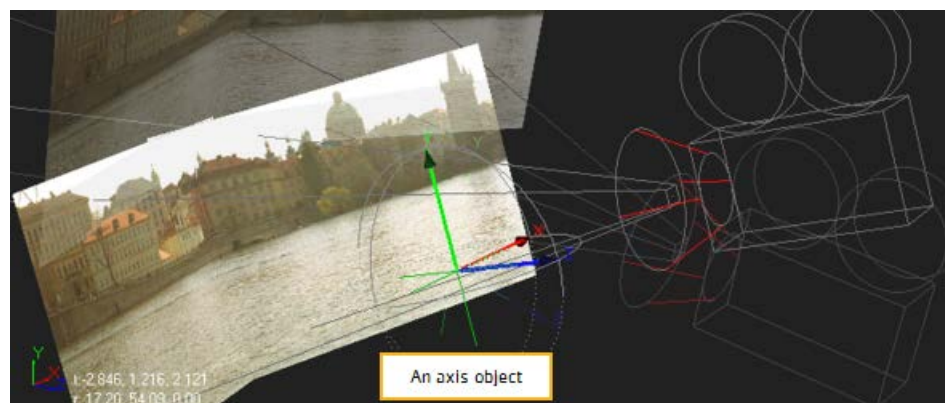 Y
X
Z
An axis object
Y
X
t:-2.846, 1.216, 2.121
r: 17.20, 54.09, 0.00